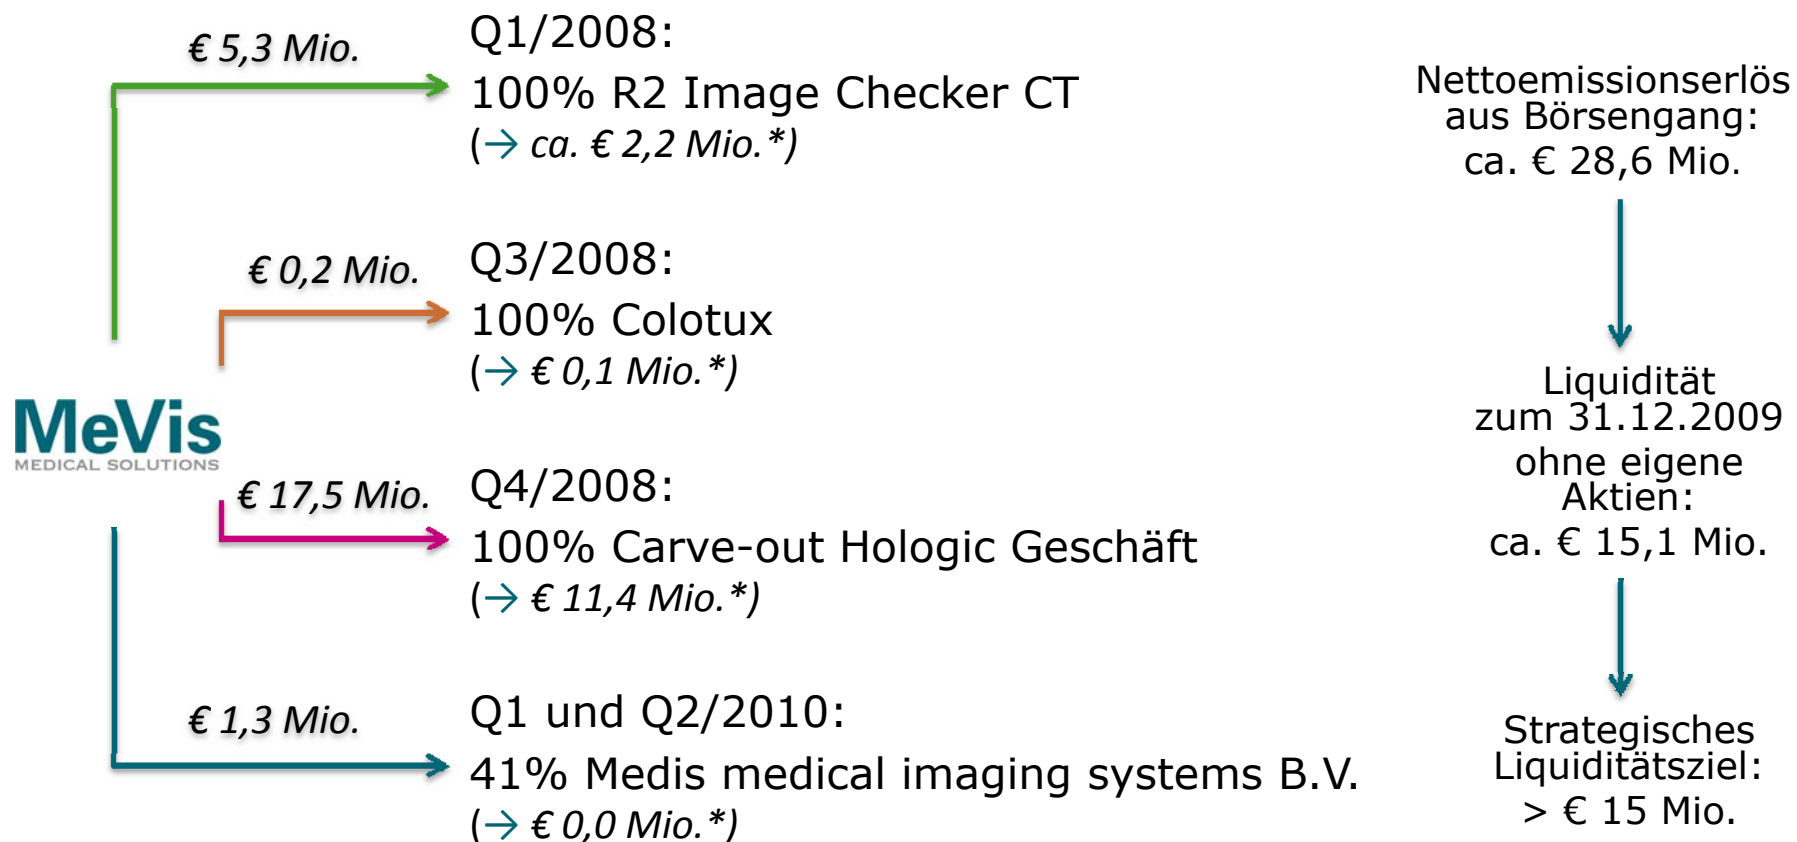 € 5,3 Mio.
Q1/2008:
100% R2 Image Checker CT
(→ ca. € 2,2 Mio.*)
€ 0,2 Mio.
Q3/2008:
100% Colotux
(→ € 0,1 Mio.*)
MeVis
MEDICAL SOLUTIONS
€ 17,5 Mio.
Q4/2008:
100% Carve-out Hologic Geschäft
(→ € 11,4 Mio.*)
€ 1,3 Mio.
Q1 und Q2/2010:
41% Medis medical imaging systems B.V.
(→ € 0,0 Mio.*)
Nettoemissionserlös
aus Börsengang:
ca. € 28,6 Mio.
Liquidität
zum 31.12.2009
ohne eigene
Aktien:
ca. € 15,1 Mio.
Strategisches
Liquiditätsziel:
> € 15 Mio.